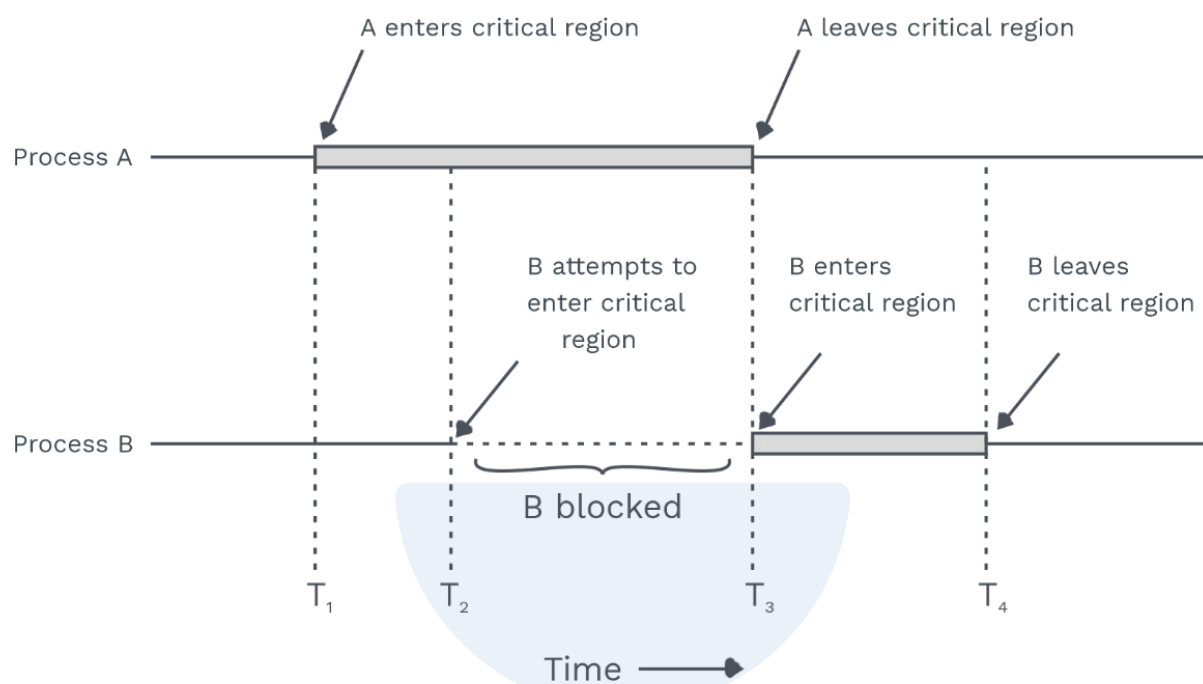 A enters critical region
A leaves critical region
Process A
B attempts to
enter critical
region
B enters
critical region
B leaves
critical region
Process B
B blocked
T₁
T₂
T₃
T₄
Time